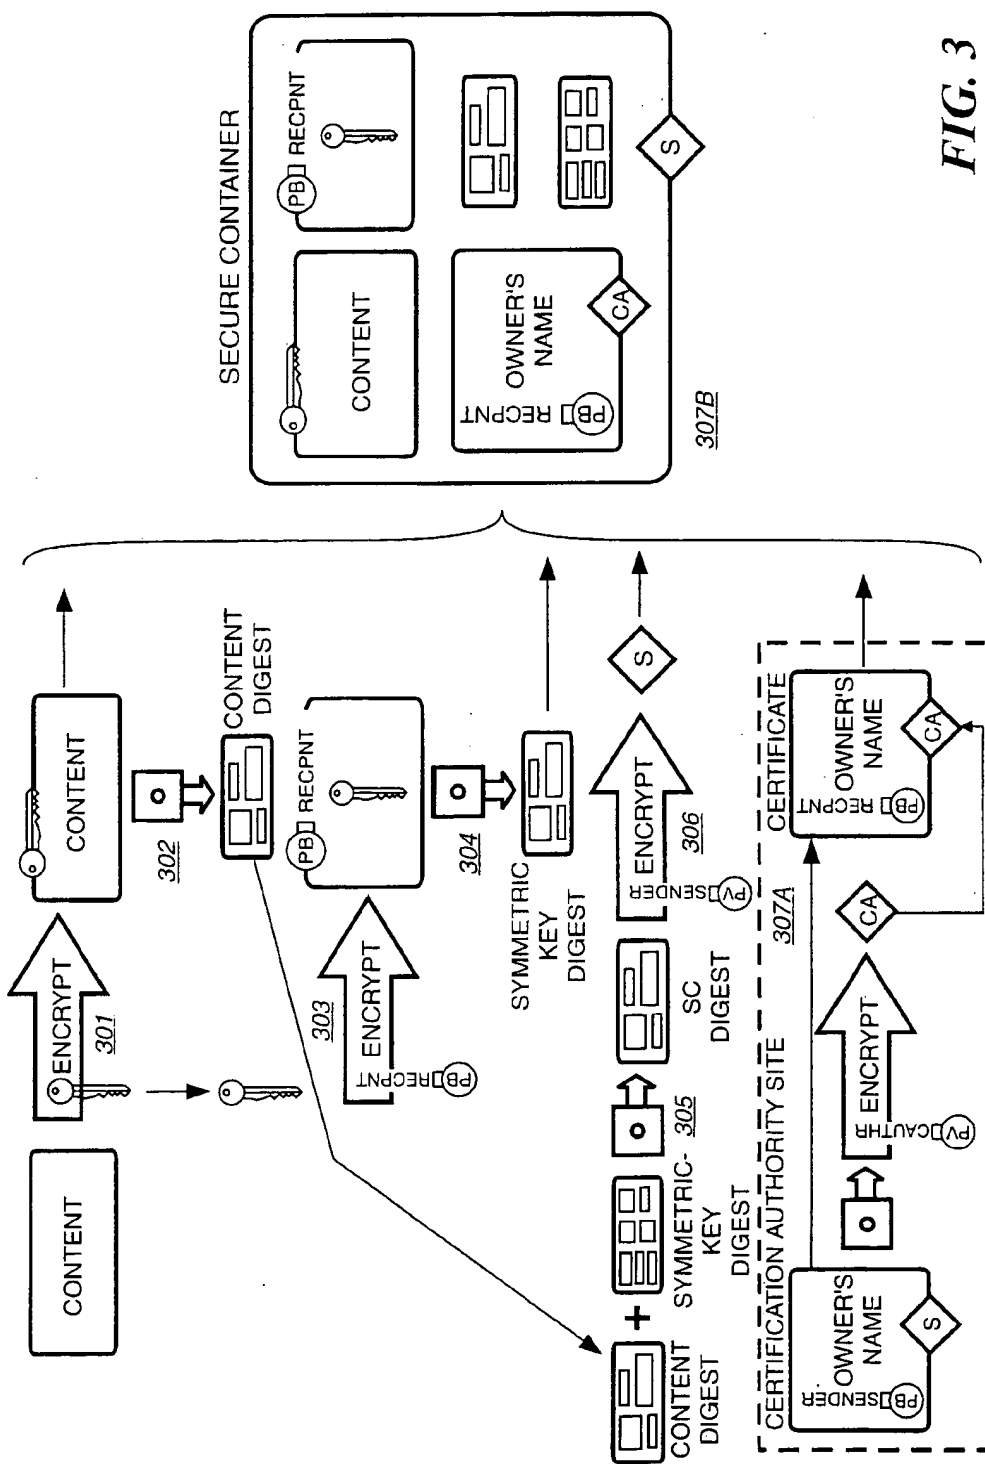 CONTENT
ENCRYPT
301
CONTENT
302
CONTENT
DIGEST
PB RECPNT
ENCRYPT
303
PB RECPNT
304
SYMMETRIC
KEY
DIGEST
CONTENT
DIGEST
+
SYMMETRIC-
KEY
DIGEST
305
SC
DIGEST
ENCRYPT
PV SENDER
306
S
CERTIFICATION AUTHORITY SITE
307A
OWNER'S
NAME
PB SENDER
S
ENCRYPT
PV CAUTHR
CA
CERTIFICATE
OWNER'S
NAME
PB RECPNT
CA
SECURE CONTAINER
CONTENT
PB RECPNT
OWNER'S
NAME
PB RECPNT
CA
S
307B
FIG. 3